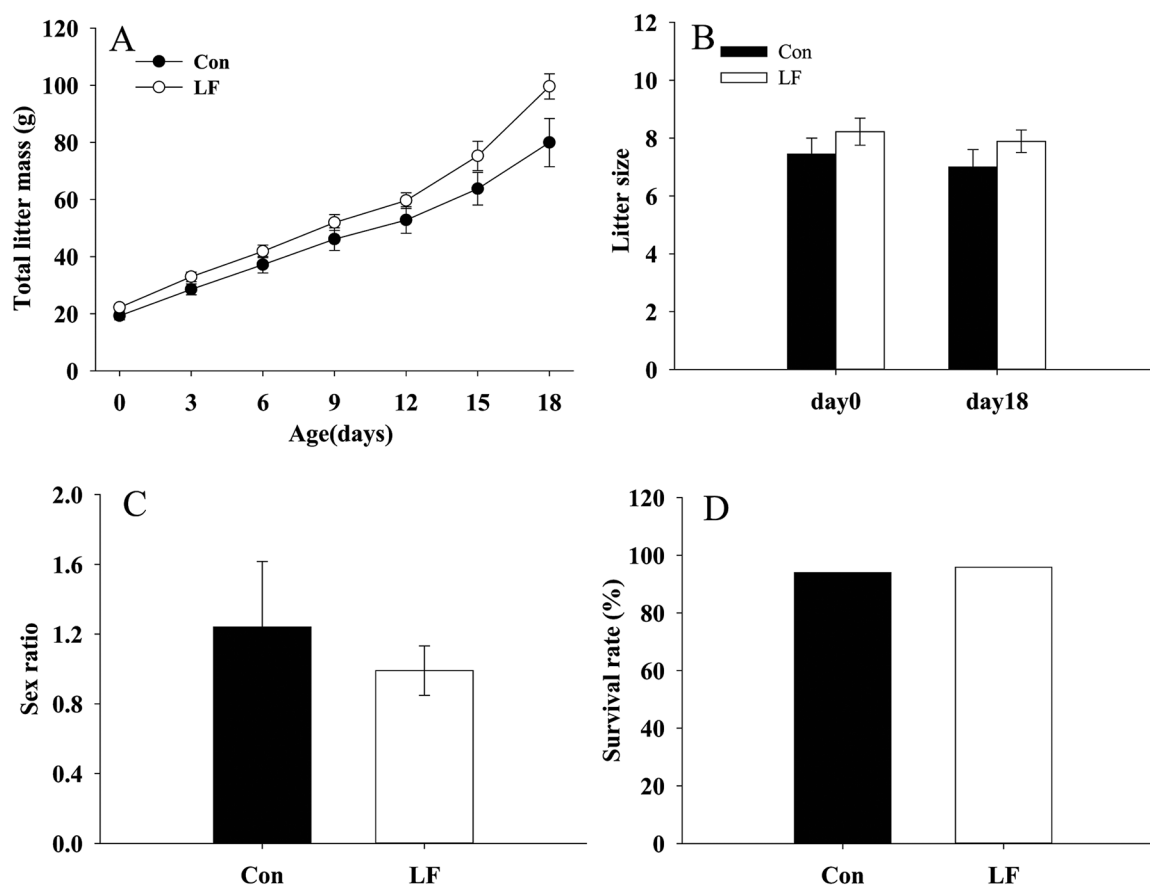 A
Con
LF
Total litter mass (g)
120
100
80
60
40
20
0
0 3 6 9 12 15 18
Age(days)
B
Con
LF
Litter size
12
10
8
6
4
2
0
day0 day18
C
Sex ratio
2.0
1.6
1.2
0.8
0.4
0.0
Con LF
D
Survival rate (%)
120
100
80
60
40
20
0
Con LF